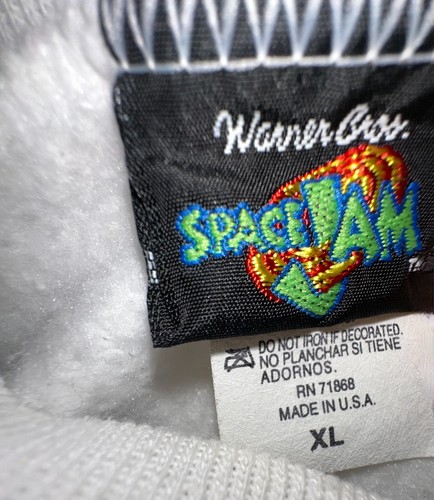 Warner Bros.
SPACE JAM
TM
DO NOT IRON IF DECORATED.
NO PLANCHAR SI TIENE
ADORNOS.
RN 71868
MADE IN U.S.A.
XL